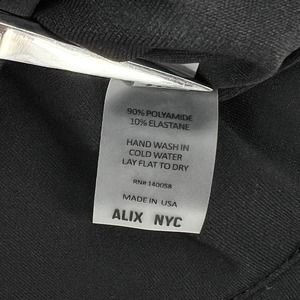 90% POLYAMIDE
10% ELASTANE
HAND WASH IN
COLD WATER
LAY FLAT TO DRY
RN# 140058
MADE IN USA
ALIX NYC